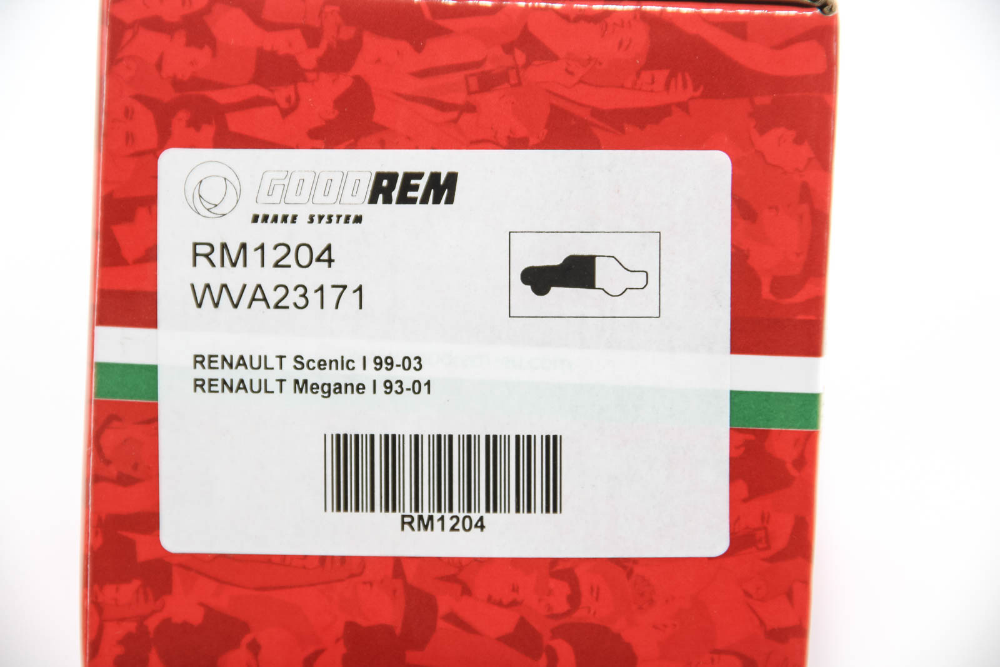 GOODREM
BRAKE SYSTEM
RM1204
WVA23171
RENAULT Scenic I 99-03
RENAULT Megane I 93-01
RM1204